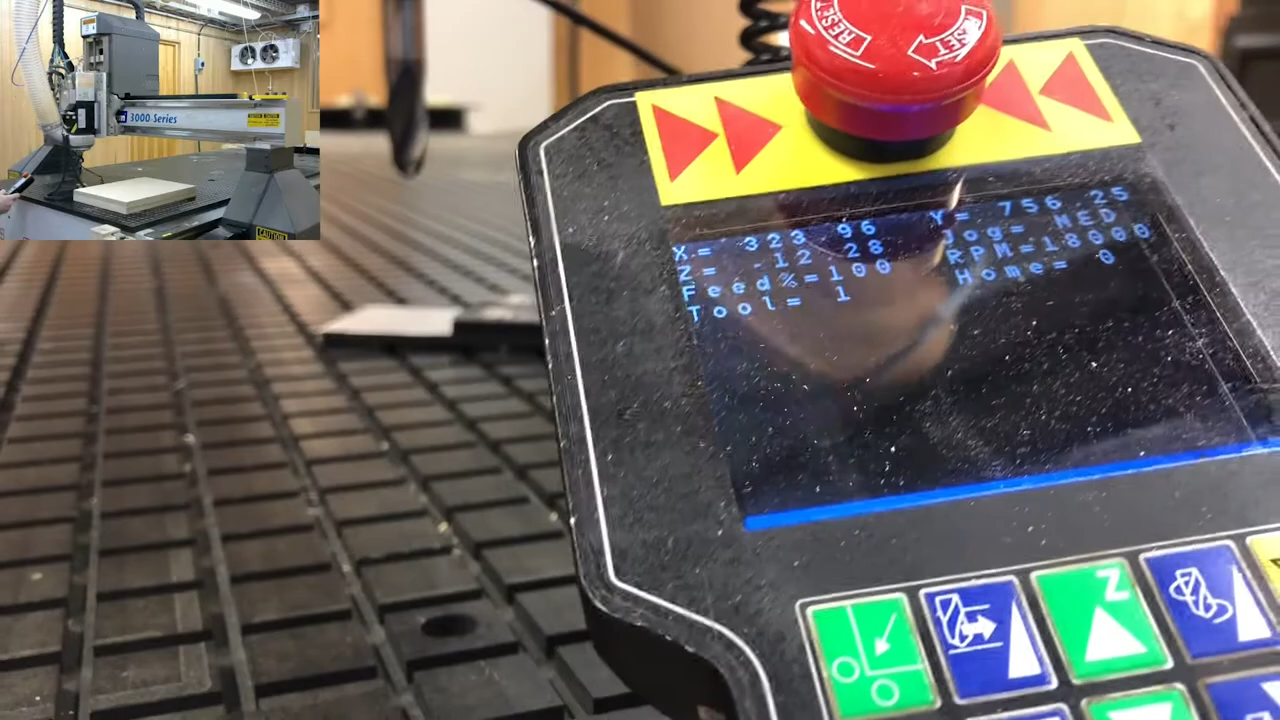 3000 Series
CAUTION
RESET
RESET
X= 323 96 Y= 756 25
Z= -12 28 Jog= MED
Feed%=100 RPM=18000
Tool= 1 Home= 0
Z